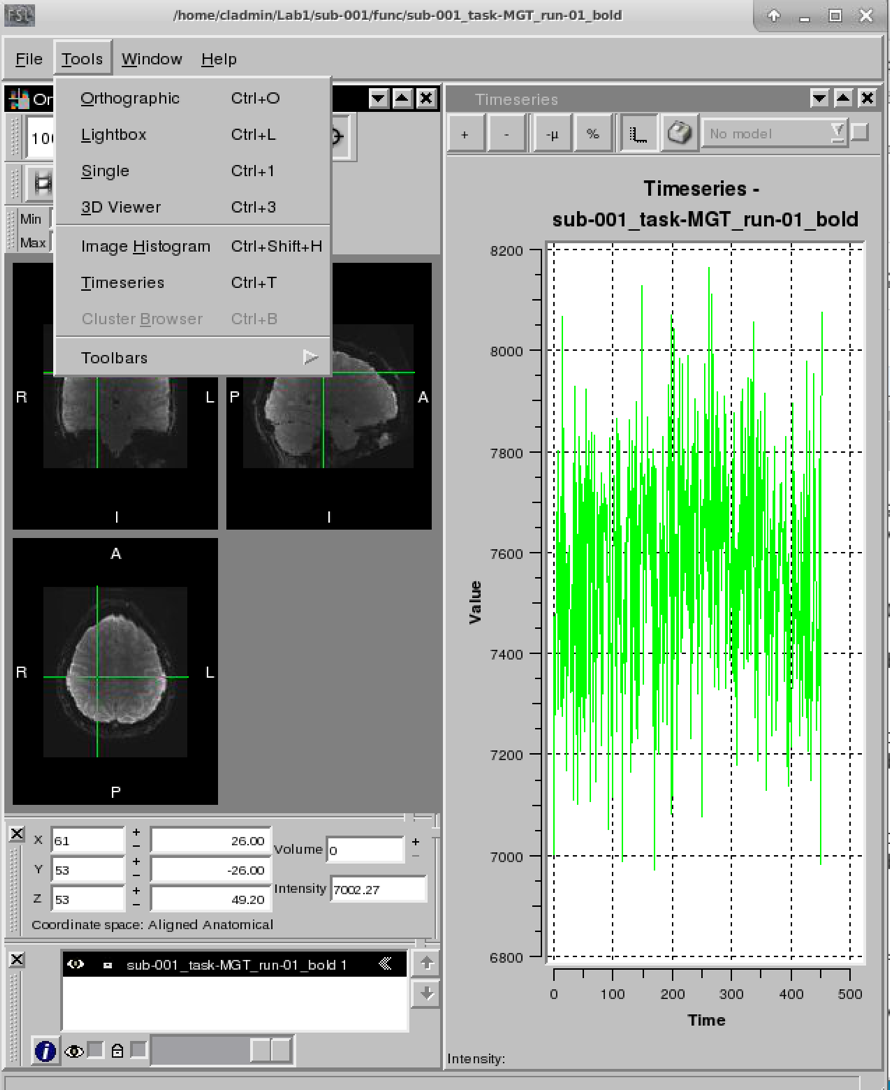 FSL
/home/cladmin/Lab1/sub-001/func/sub-001_task-MGT_run-01_bold
File Tools Window Help
Or
Orthographic Ctrl+O
Lightbox Ctrl+L
Single Ctrl+1
3D Viewer Ctrl+3
Image Histogram Ctrl+Shift+H
Timeseries Ctrl+T
Cluster Browser Ctrl+B
Toolbars
Min
Max
R L P A
I I
A
R L
P
X 61 + − 26.00
Y 53 + − -26.00
Z 53 + − 49.20
Volume 0 + −
Intensity 7002.27
Coordinate space: Aligned Anatomical
sub-001_task-MGT_run-01_bold 1
Timeseries
+ - -μ % No model
Timeseries -
sub-001_task-MGT_run-01_bold
8200
8000
7800
7600
7400
7200
7000
6800
Value
0 100 200 300 400 500
Time
Intensity: